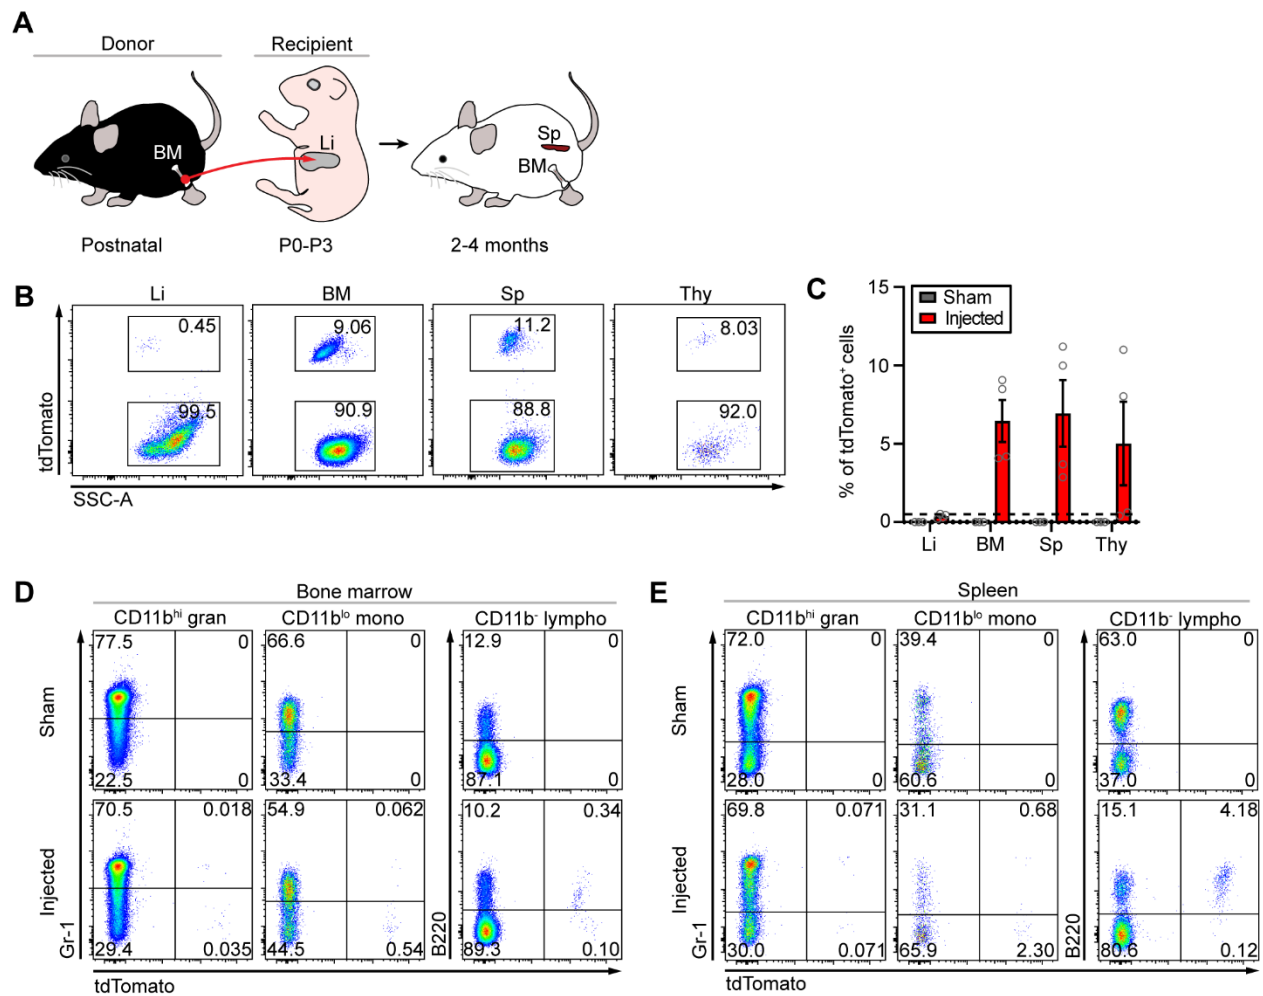 A
Donor
Recipient
BM
Li
Sp
BM
Postnatal
P0-P3
2-4 months
B
Li
BM
Sp
Thy
0.45
9.06
11.2
8.03
99.5
90.9
88.8
92.0
tdTomato
SSC-A
C
15
10
5
0
% of tdTomato⁺ cells
Sham
Injected
Li
BM
Sp
Thy
D
Bone marrow
CD11bʰⁱ gran
CD11bˡᵒ mono
CD11b⁻ lympho
Sham
77.5
0
66.6
0
12.9
0
22.5
0
33.4
0
87.1
0
Injected
70.5
0.018
54.9
0.062
10.2
0.34
29.4
0.035
44.5
0.54
89.3
0.10
Gr-1
B220
tdTomato
E
Spleen
CD11bʰⁱ gran
CD11bˡᵒ mono
CD11b⁻ lympho
Sham
72.0
0
39.4
0
63.0
0
28.0
0
60.6
0
37.0
0
Injected
69.8
0.071
31.1
0.68
15.1
4.18
30.0
0.071
65.9
2.30
80.6
0.12
Gr-1
B220
tdTomato